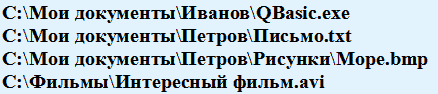 C:\Мои документы\Иванов\QBasic.exe
C:\Мои документы\Петров\Письмо.txt
C:\Мои документы\Петров\Рисунки\Море.bmp
C:\Фильмы\Интересный фильм.avi